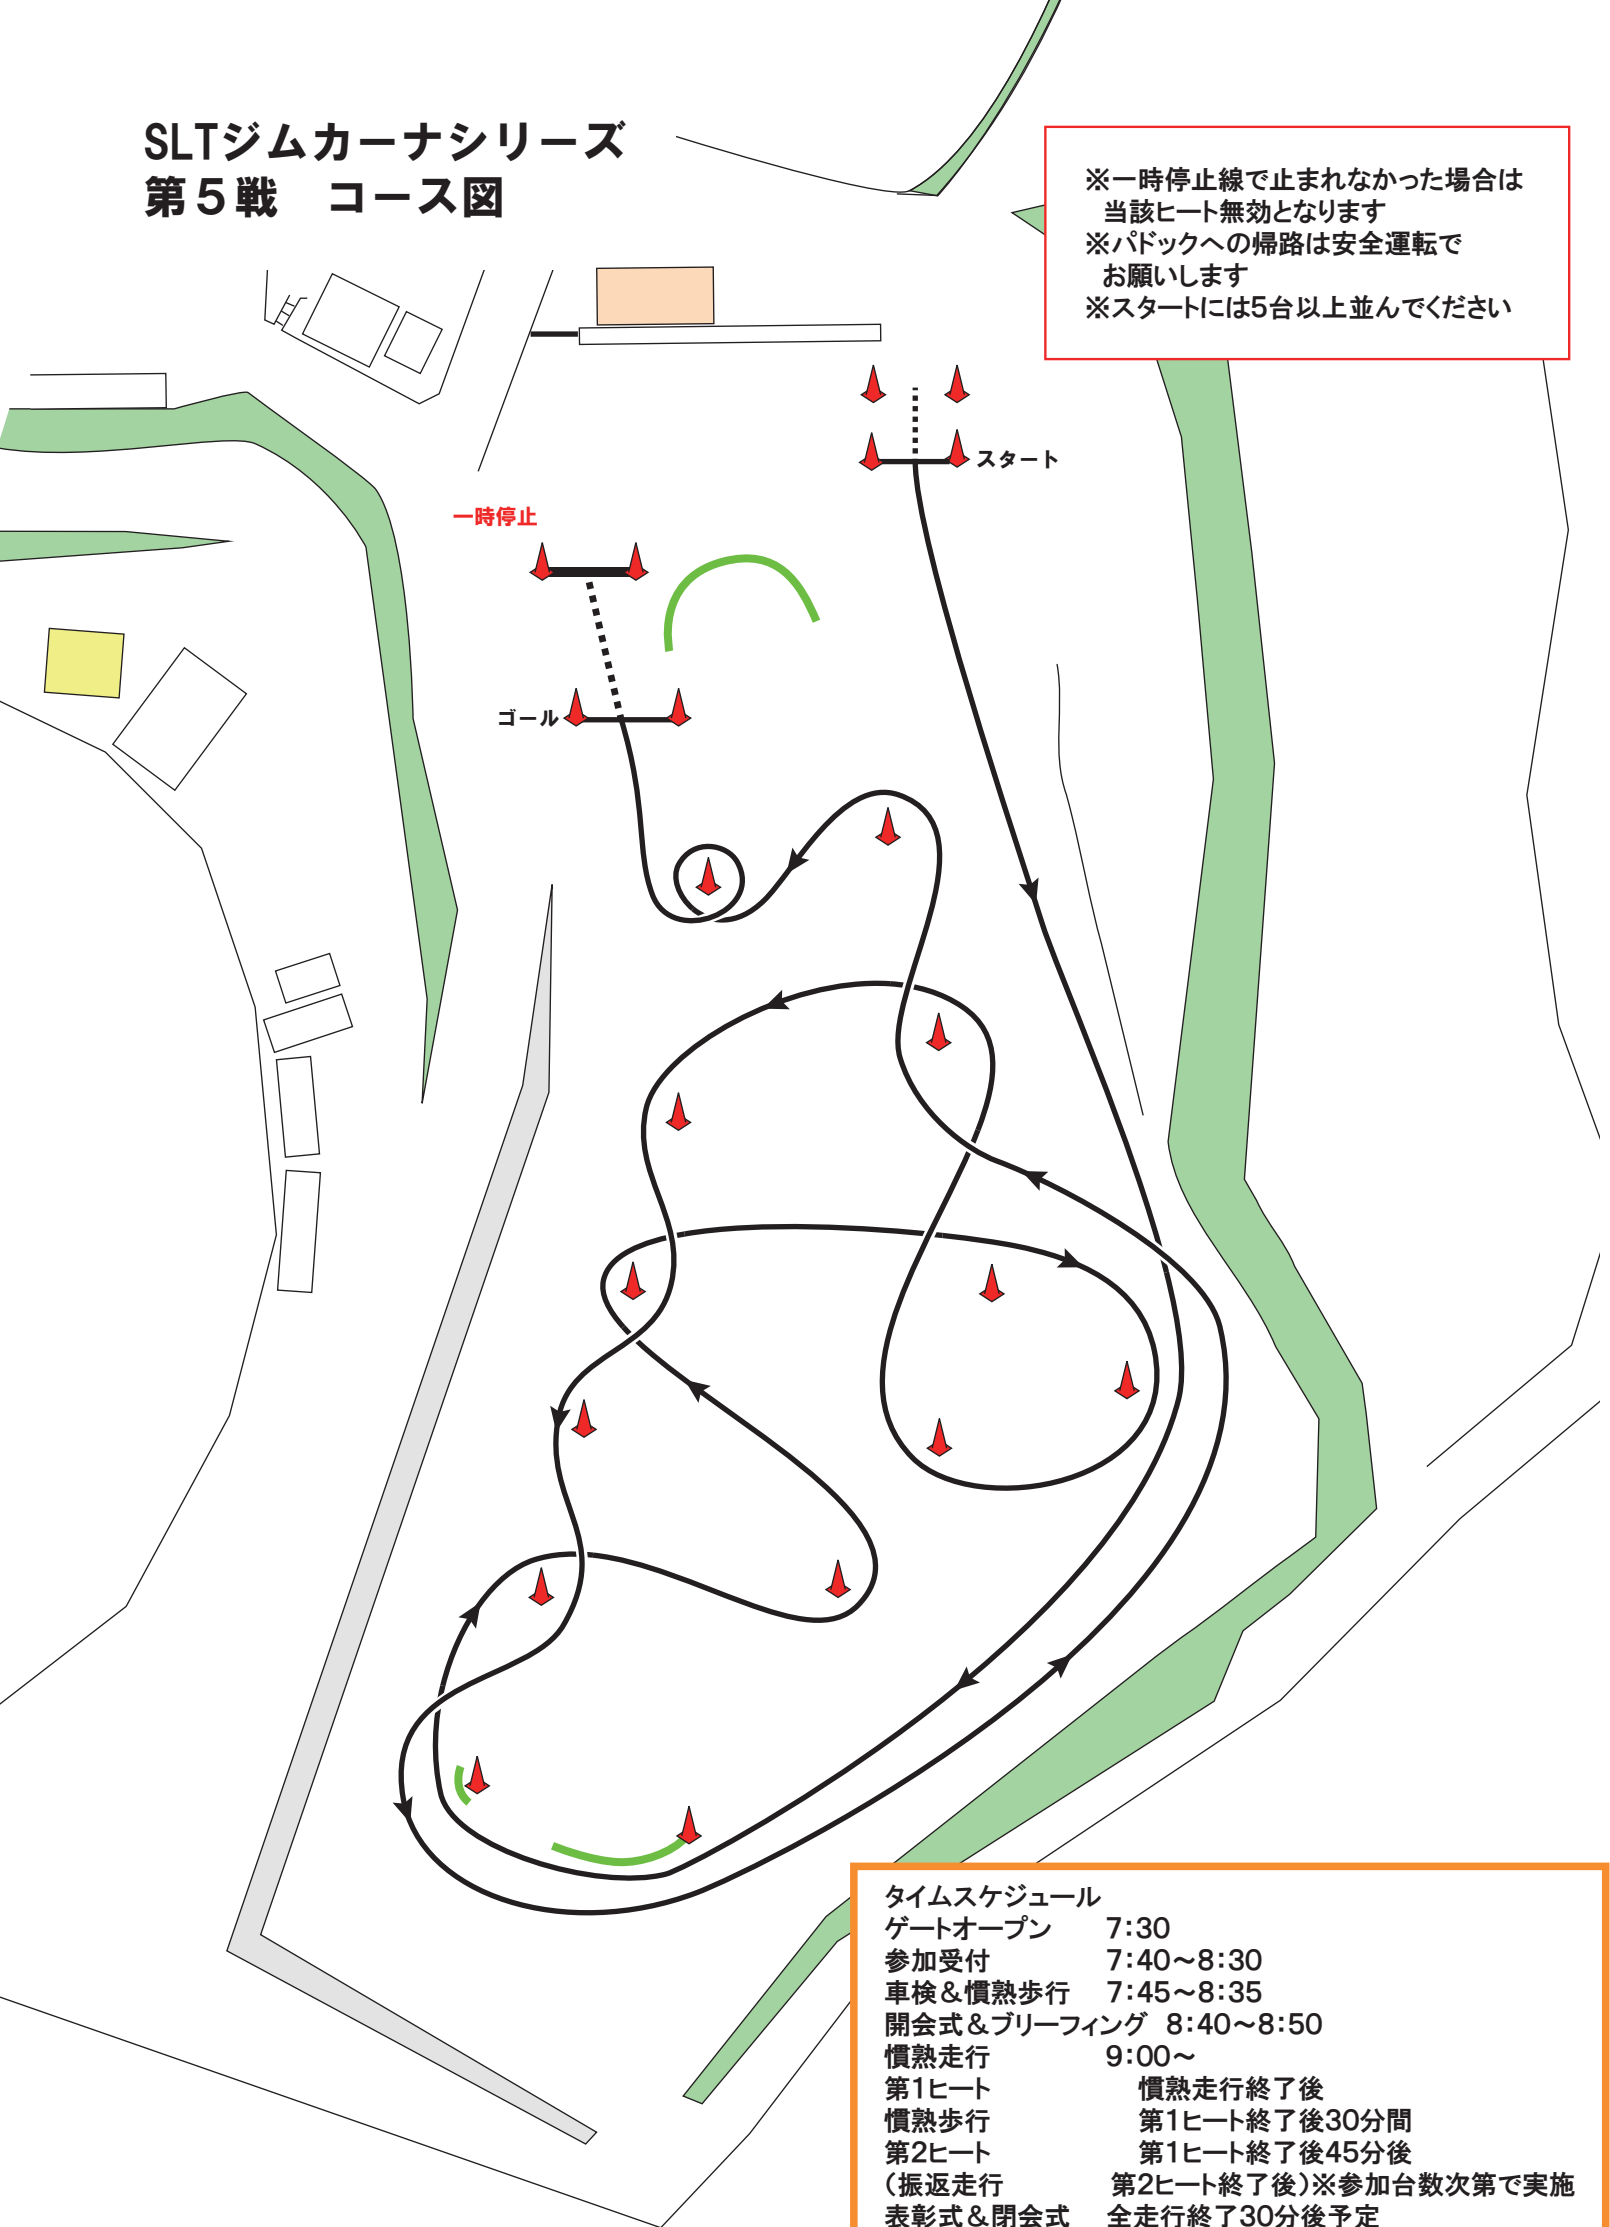 SLTジムカーナシリーズ
第5戦　コース図
※一時停止線で止まれなかった場合は
当該ヒート無効となります
※パドックへの帰路は安全運転で
お願いします
※スタートには5台以上並んでください
スタート
一時停止
ゴール
タイムスケジュール
ゲートオープン　7:30
参加受付　7:40～8:30
車検＆慣熟歩行　7:45～8:35
開会式＆ブリーフィング　8:40～8:50
慣熟走行　9:00～
第1ヒート　慣熟走行終了後
慣熟歩行　第1ヒート終了後30分間
第2ヒート　第1ヒート終了後45分後
(振返走行　第2ヒート終了後)※参加台数次第で実施
表彰式＆閉会式　全走行終了30分後予定